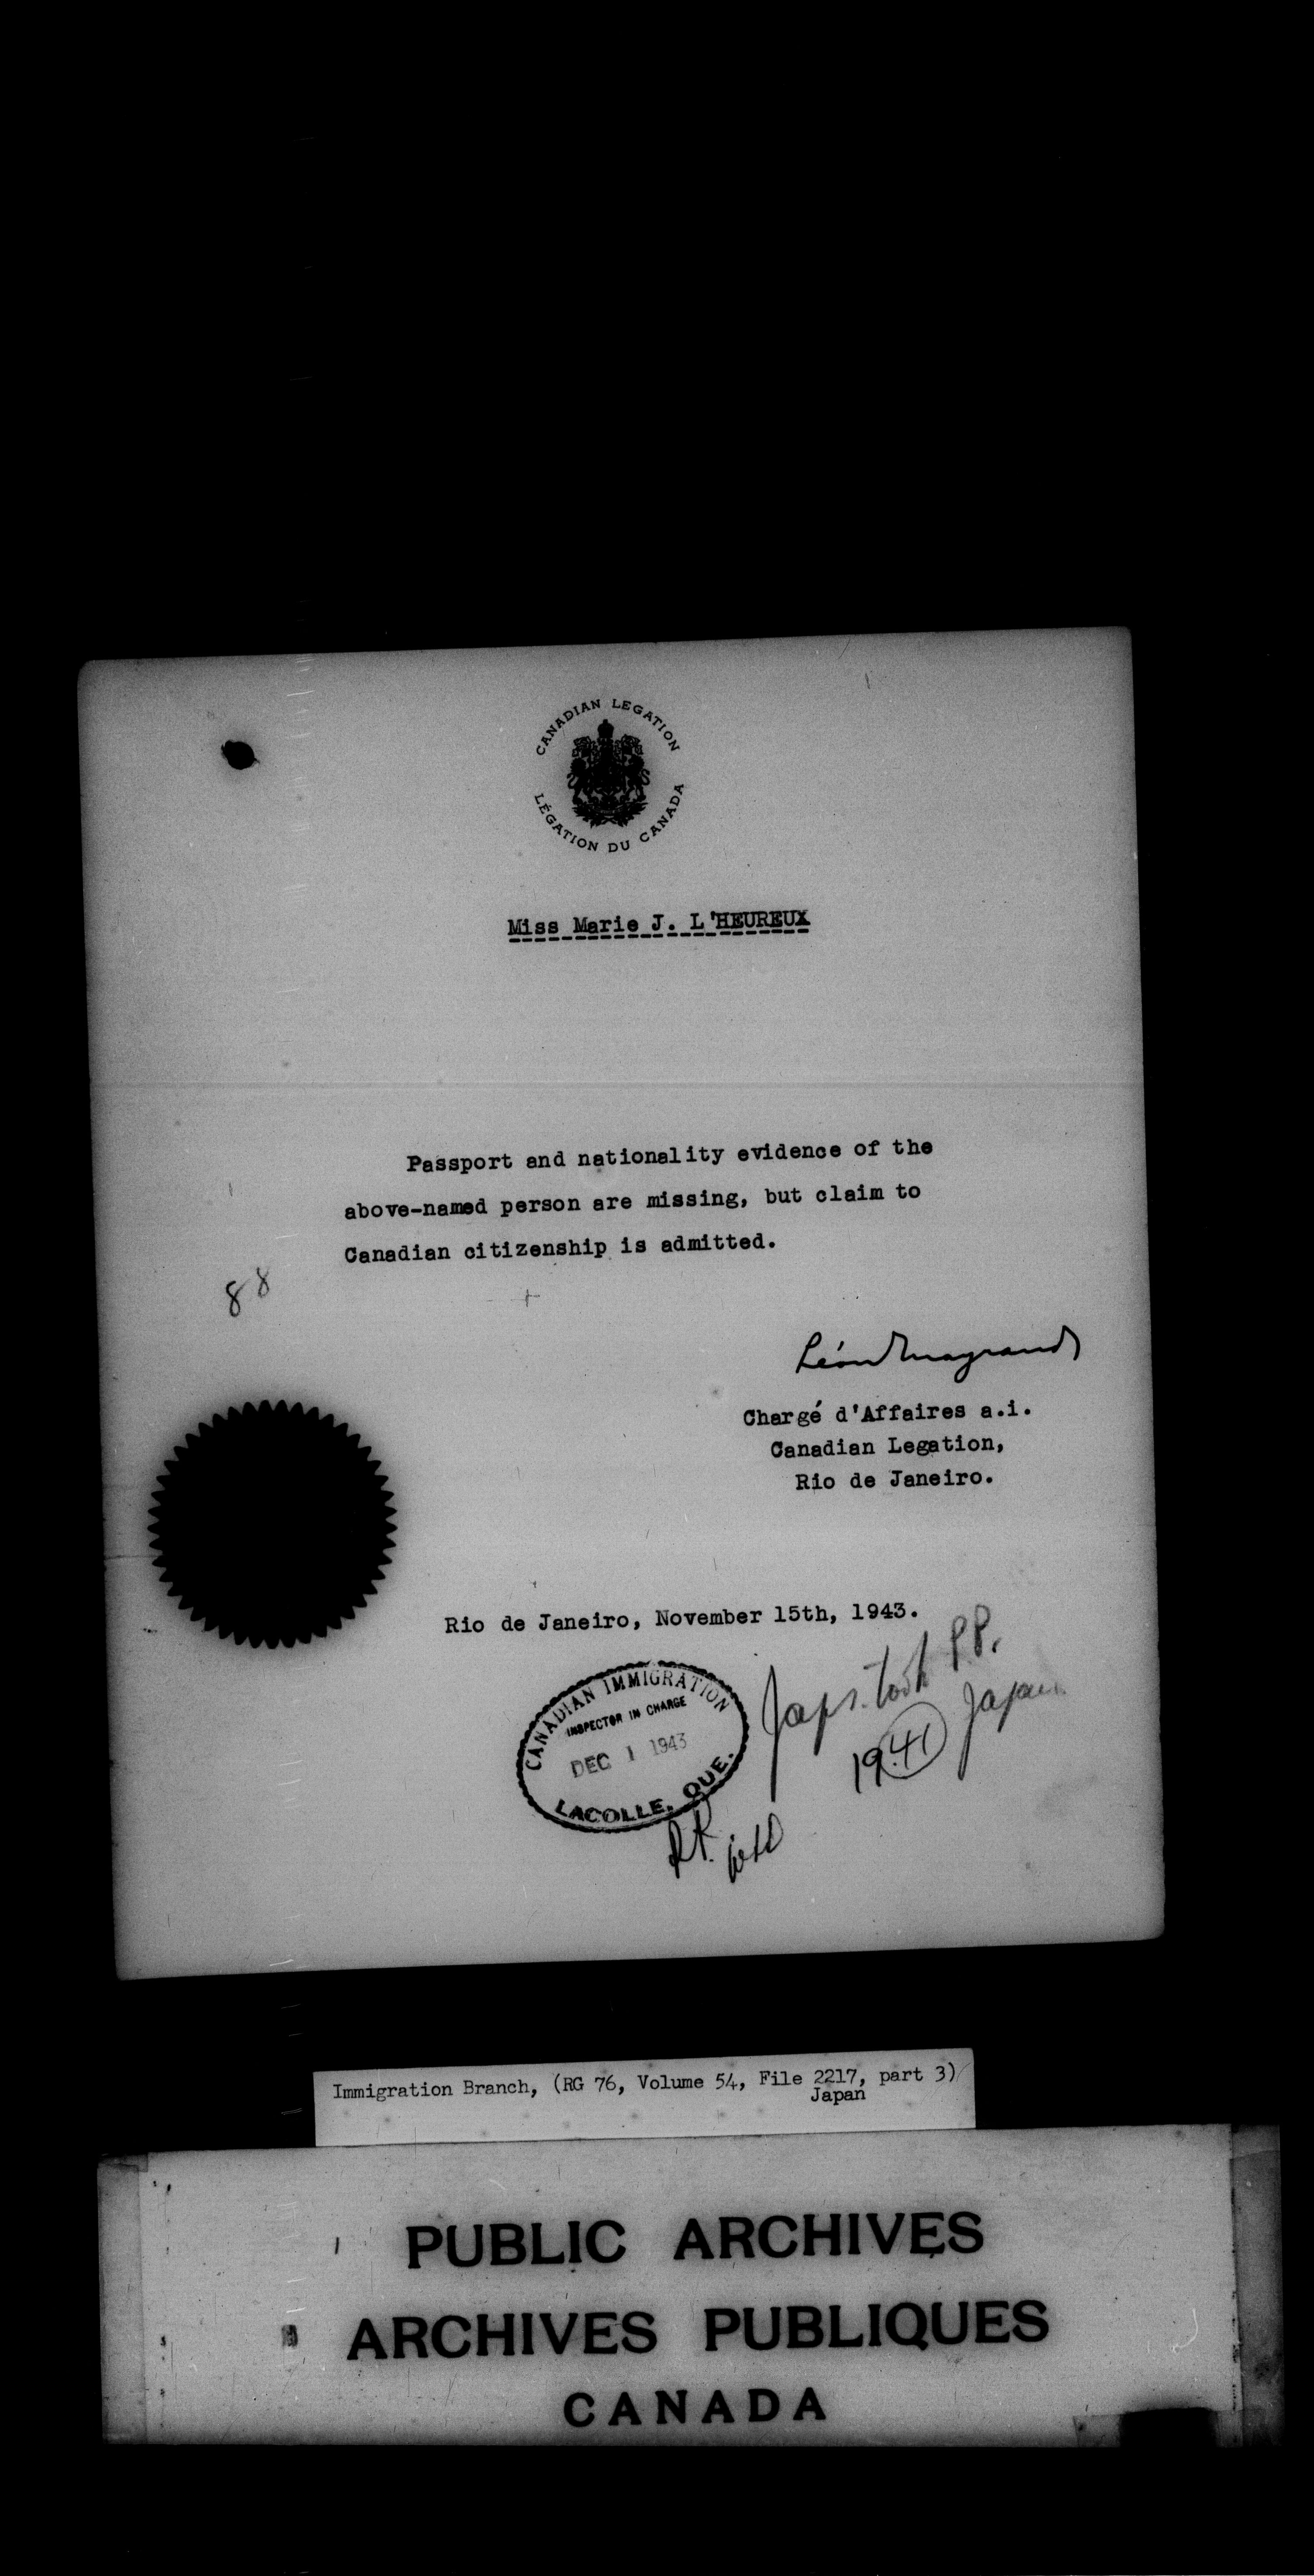 CANADIAN LEGATION
LÉGATION DU CANADA
Miss Marie J. L'HEUREUX
Passport and nationality evidence of the
above-named person are missing, but claim to
Canadian citizenship is admitted.
88
Chargé d'Affaires a.i.
Canadian Legation,
Rio de Janeiro.
Rio de Janeiro, November 15th, 1943.
CANADIAN IMMIGRATION
INSPECTOR IN CHARGE
DEC 1 1943
LACOLLE, QUE.
Japs. took P.P.
1941 Japan
Immigration Branch, (RG 76, Volume 54, File 2217, part 3)
Japan
PUBLIC ARCHIVES
ARCHIVES PUBLIQUES
CANADA